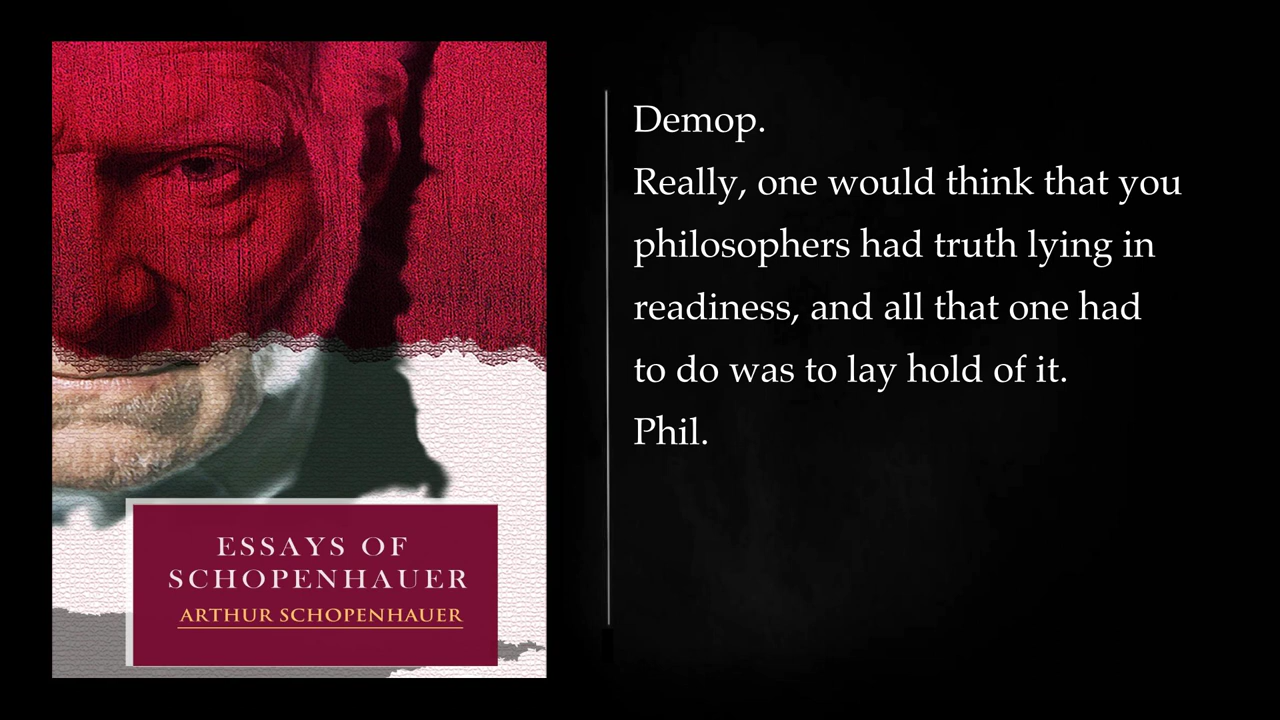 ESSAYS OF
SCHOPENHAUER
ARTHUR SCHOPENHAUER
Demop.
Really, one would think that you
philosophers had truth lying in
readiness, and all that one had
to do was to lay hold of it.
Phil.